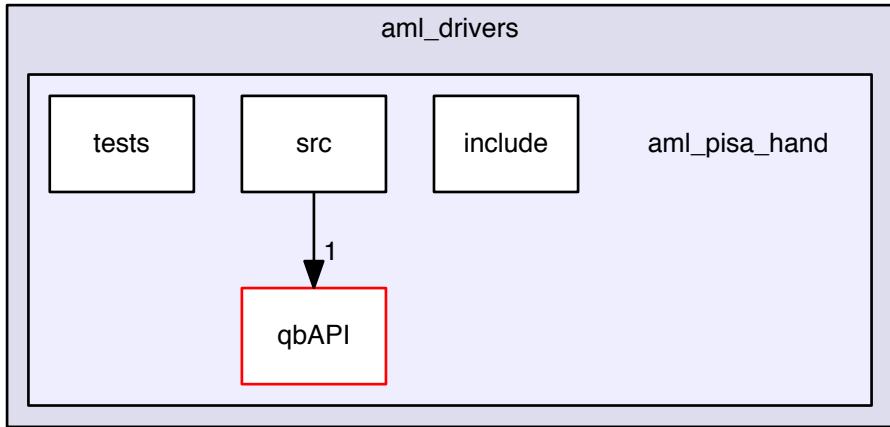 aml_drivers
tests
src
include
aml_pisa_hand
1
qbAPI